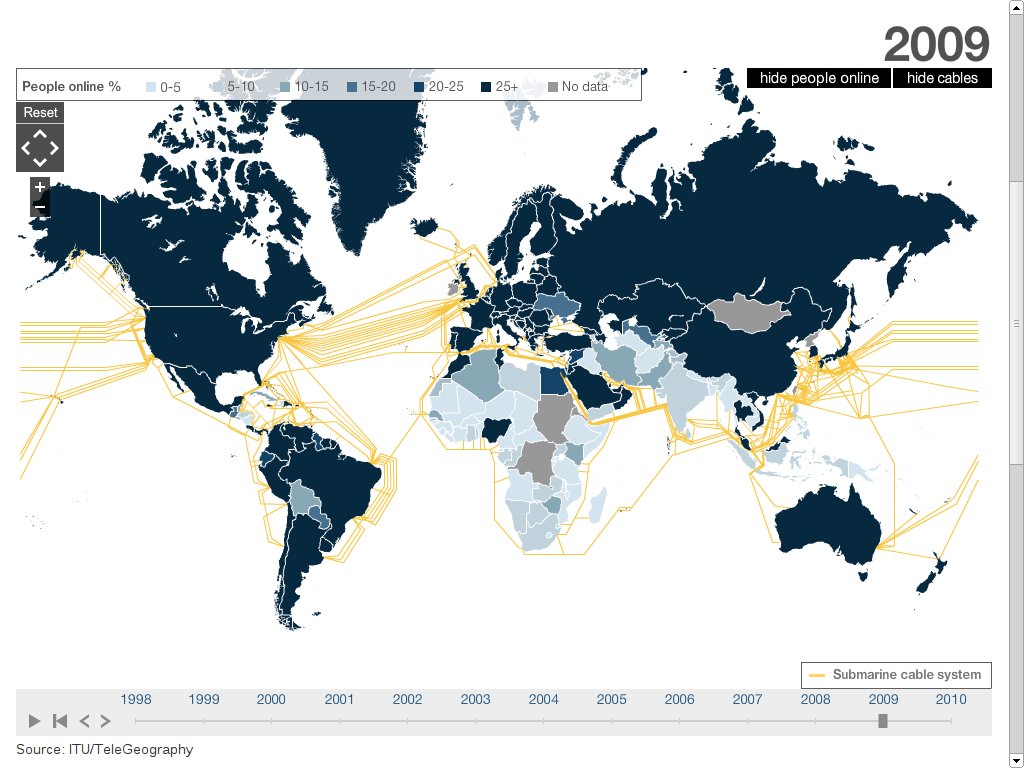 2009
hide people online hide cables
People online % 0-5 5-10 10-15 15-20 20-25 25+ No data
Reset
+
−
Submarine cable system
1998 1999 2000 2001 2002 2003 2004 2005 2006 2007 2008 2009 2010
Source: ITU/TeleGeography